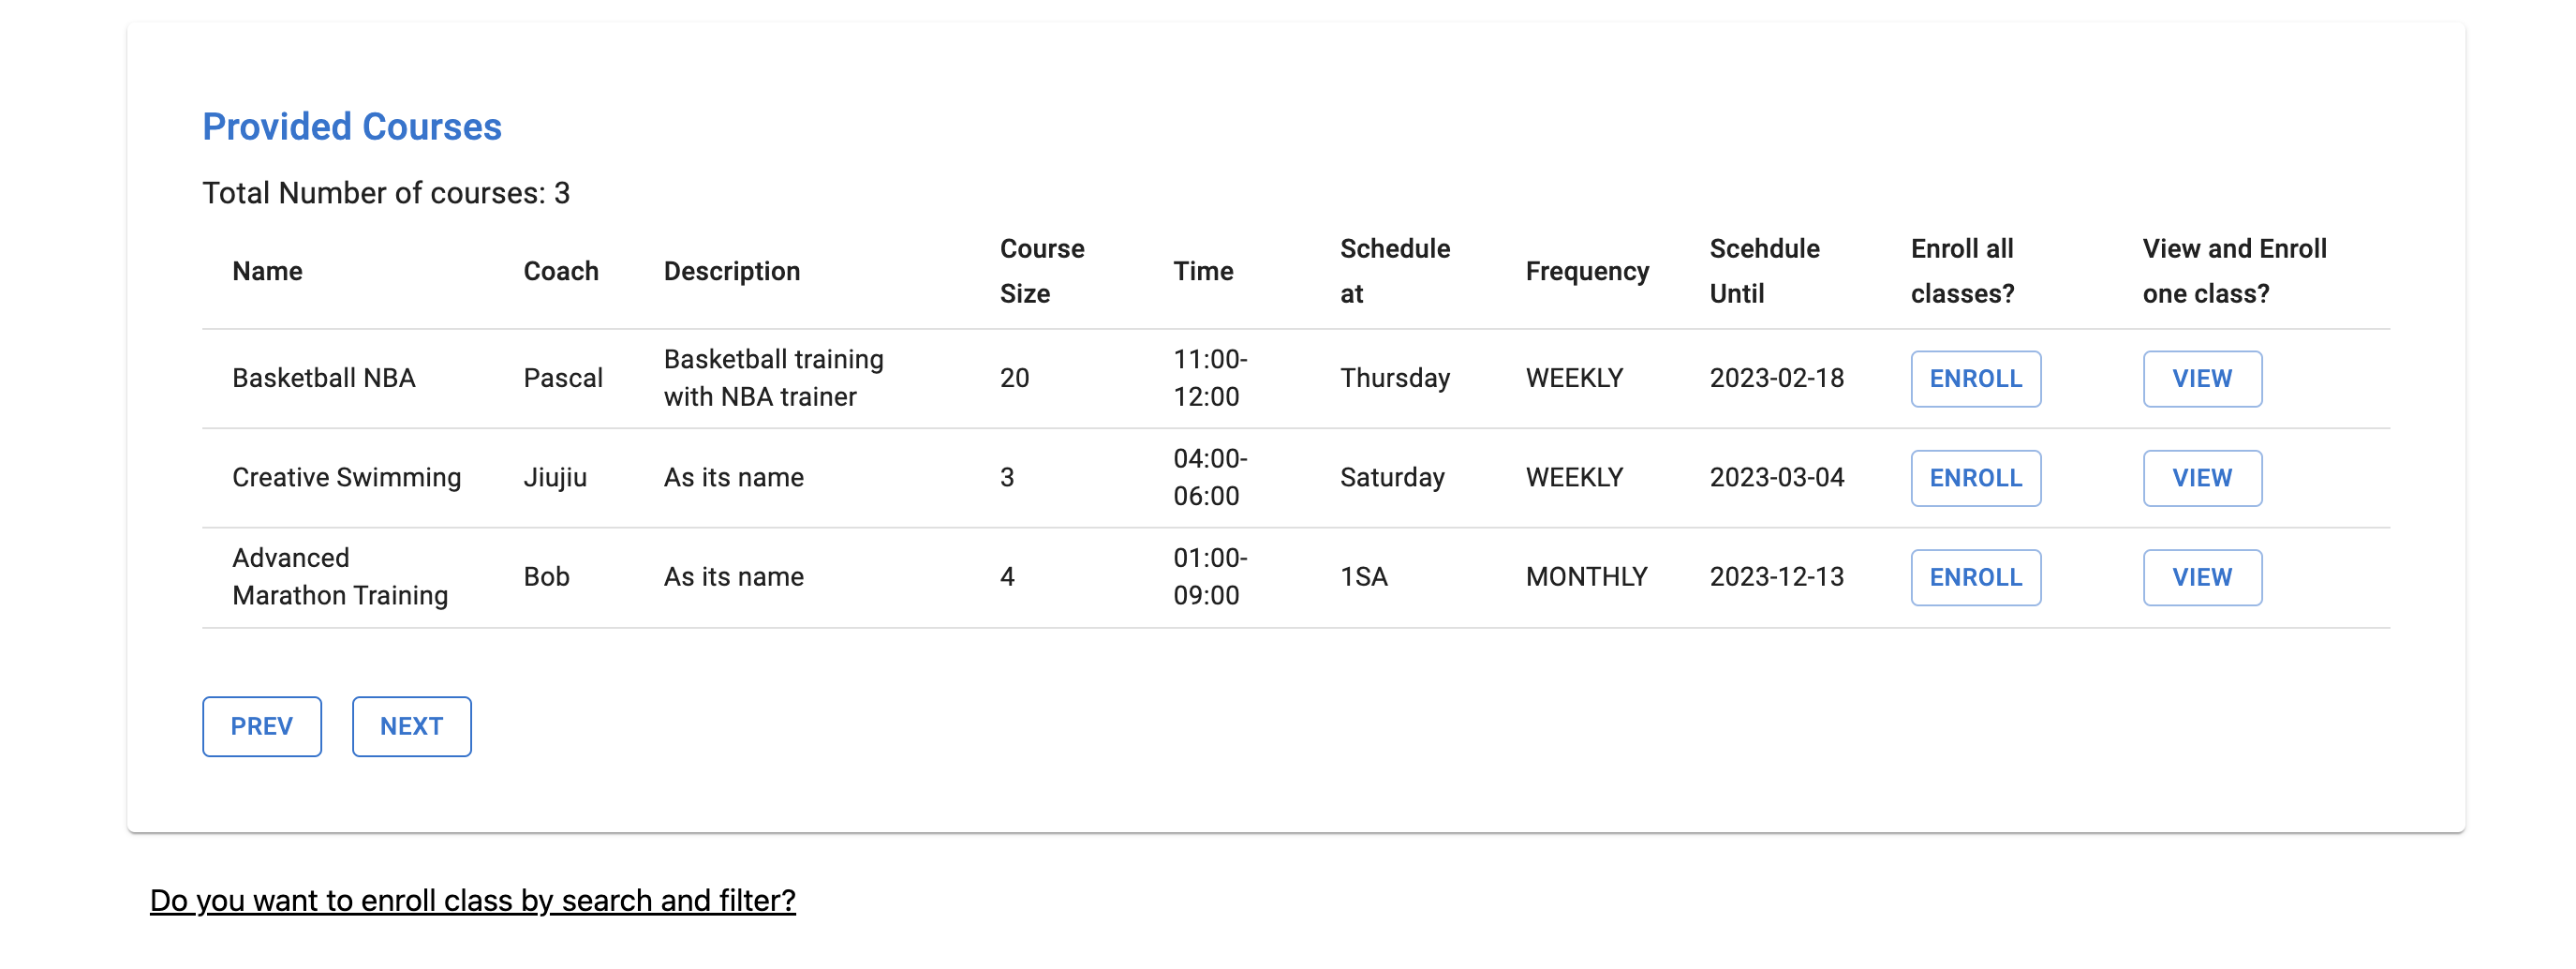 Provided Courses
Total Number of courses: 3
Name Coach Description Course Size Time Schedule at Frequency Scehdule Until Enroll all classes? View and Enroll one class?
Basketball NBA Pascal Basketball training with NBA trainer 20 11:00-12:00 Thursday WEEKLY 2023-02-18 ENROLL VIEW
Creative Swimming Jiujiu As its name 3 04:00-06:00 Saturday WEEKLY 2023-03-04 ENROLL VIEW
Advanced Marathon Training Bob As its name 4 01:00-09:00 1SA MONTHLY 2023-12-13 ENROLL VIEW
PREV NEXT
Do you want to enroll class by search and filter?